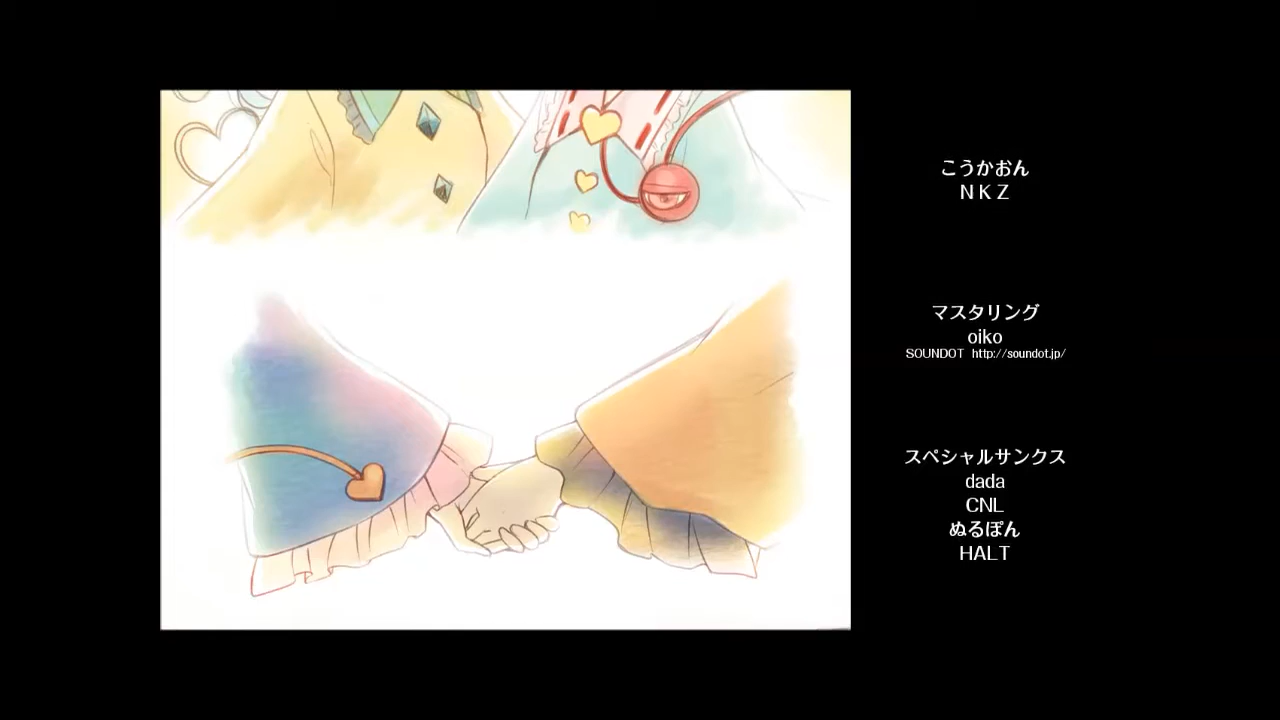 こうかおん
NKZ
マスタリング
oiko
SOUNDOT http://soundot.jp/
スペシャルサンクス
dada
CNL
ぬるぽん
HALT